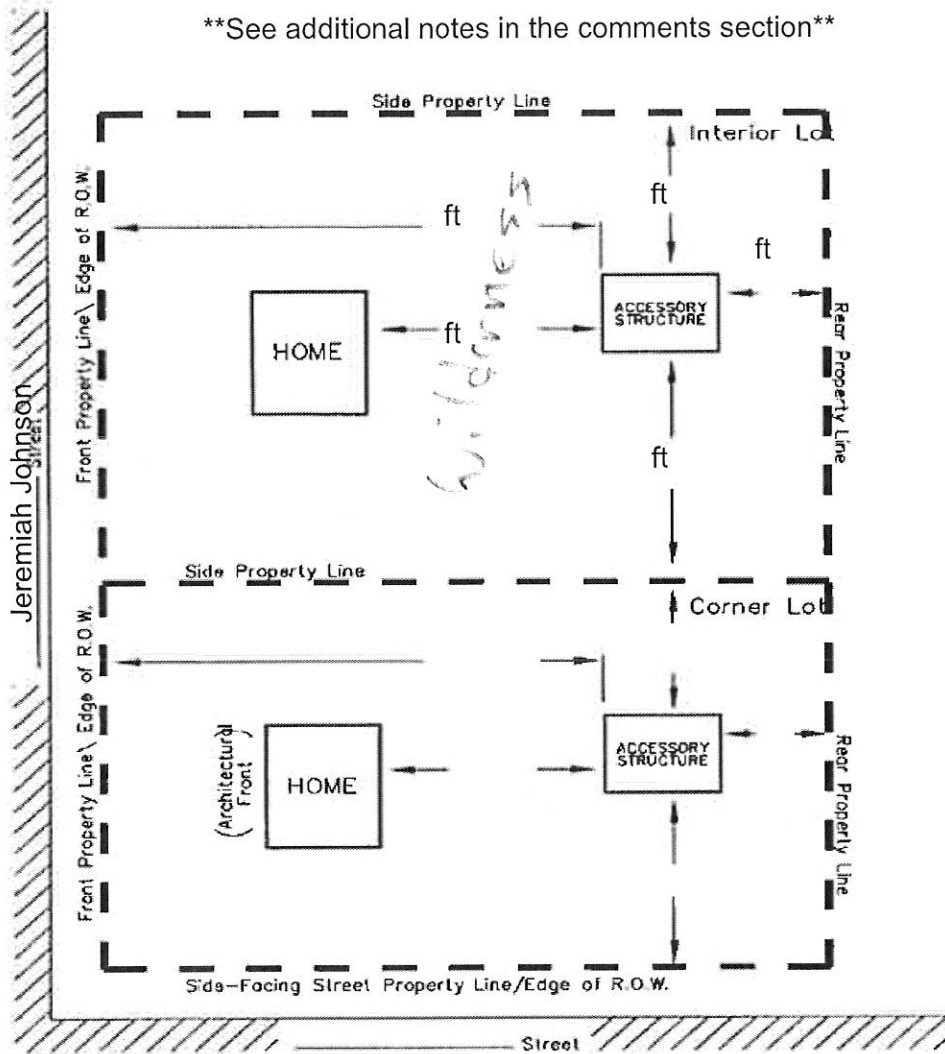 **See additional notes in the comments section**
Side Property Line
Interior Lot
ft
ft
ft
Front Property Line\ Edge of R.O.W.
HOME
ft
Wilderness
ACCESSORY
STRUCTURE
Rear Property Line
ft
Jeremiah Johnson
Street
Side Property Line
Corner Lot
Front Property Line\ Edge of R.O.W.
(Architectural
Front)
HOME
ACCESSORY
STRUCTURE
Rear Property Line
Side-Facing Street Property Line/Edge of R.O.W.
Street